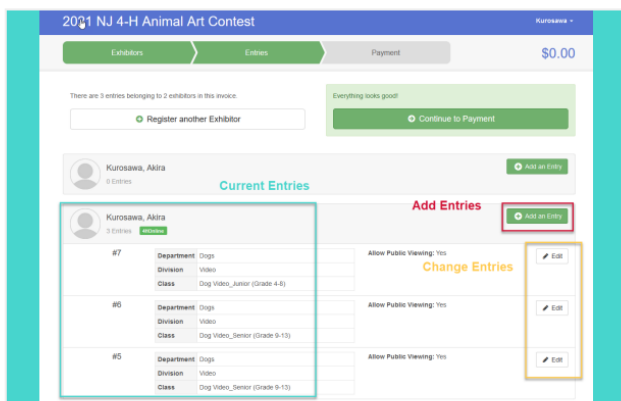 2021 NJ 4-H Animal Art Contest
Kurosawa
Exhibitors
Entries
Payment
$0.00
There are 3 entries belonging to 2 exhibitors in this invoice.
Everything looks good!
Register another Exhibitor
Continue to Payment
Kurosawa, Akira
0 Entries
Add an Entry
Current Entries
Add Entries
Kurosawa, Akira
3 Entries
Add an Entry
#7
Department Dogs
Allow Public Viewing: Yes
Edit
Change Entries
Division Video
Class Dog Video_Junior (Grade 4-8)
#6
Department Dogs
Allow Public Viewing: Yes
Edit
Division Video
Class Dog Video_Senior (Grade 9-13)
#5
Department Dogs
Allow Public Viewing: Yes
Edit
Division Video
Class Dog Video_Senior (Grade 9-13)